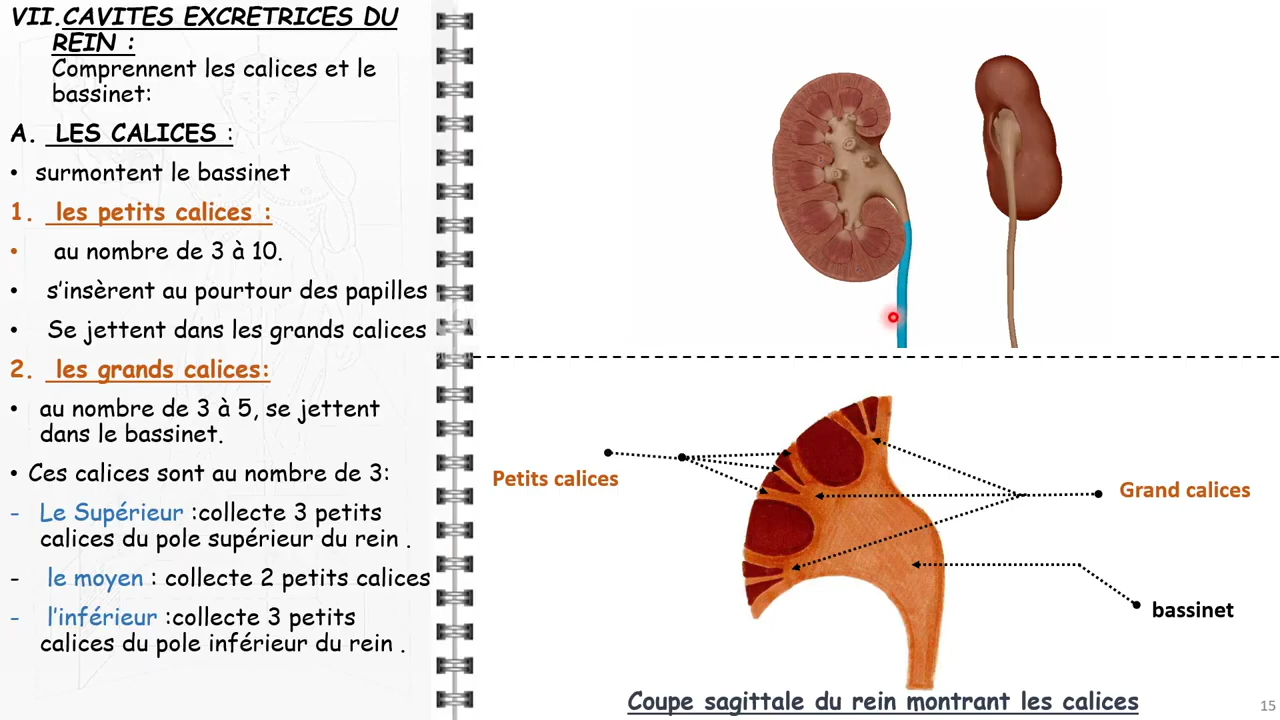 VII.CAVITES EXCRETRICES DU
REIN :
Comprennent les calices et le
bassinet:
A. LES CALICES :
• surmontent le bassinet
1. les petits calices :
• au nombre de 3 à 10.
• s’insèrent au pourtour des papilles
• Se jettent dans les grands calices
2. les grands calices:
• au nombre de 3 à 5, se jettent
dans le bassinet.
• Ces calices sont au nombre de 3:
- Le Supérieur :collecte 3 petits
calices du pole supérieur du rein .
- le moyen : collecte 2 petits calices
- l’inférieur :collecte 3 petits
calices du pole inférieur du rein .
Petits calices
Grand calices
bassinet
Coupe sagittale du rein montrant les calices
15